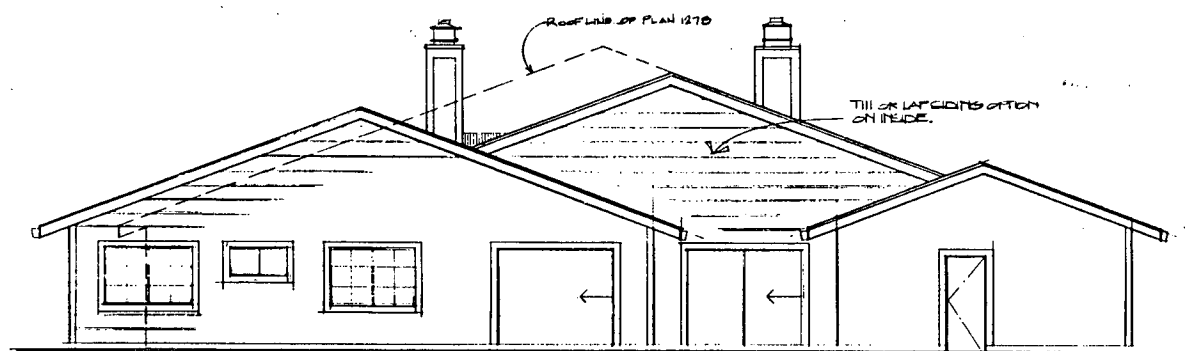 ROOF LINE OF PLAN 1278
T111 OR LAP SIDING OPTION
ON INSIDE.